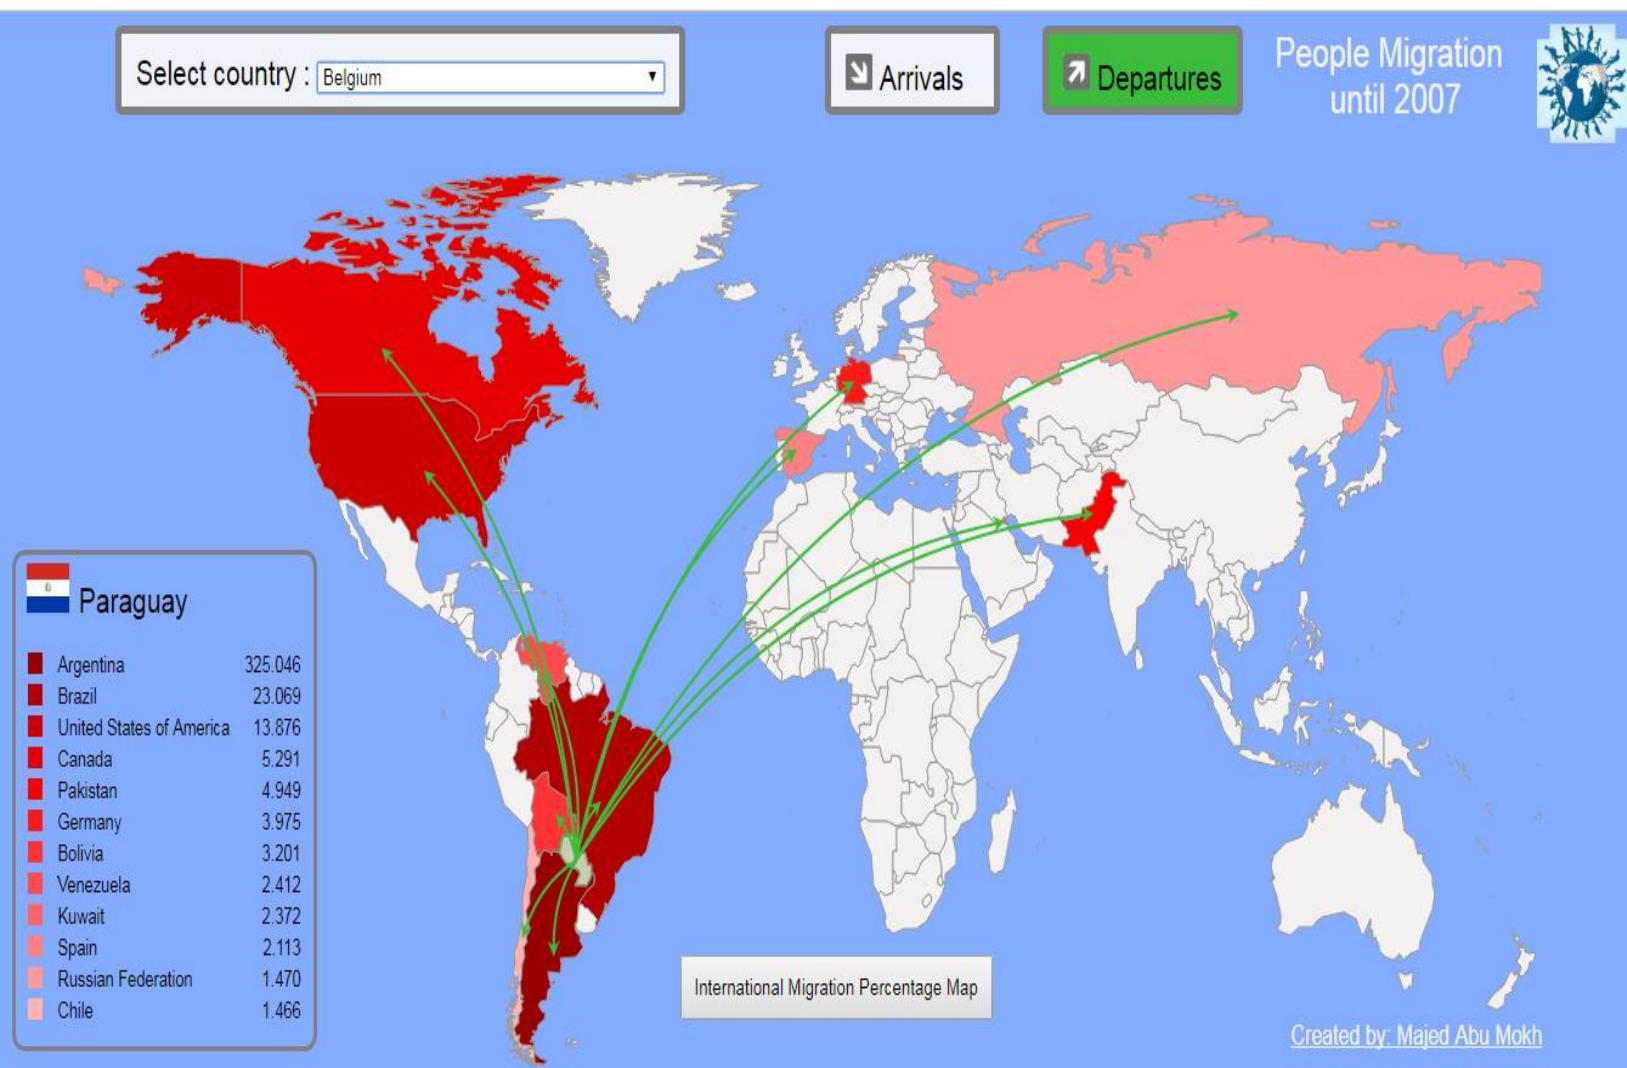 Select country : Belgium
Arrivals
Departures
People Migration
until 2007
Paraguay
Argentina 325.046
Brazil 23.069
United States of America 13.876
Canada 5.291
Pakistan 4.949
Germany 3.975
Bolivia 3.201
Venezuela 2.412
Kuwait 2.372
Spain 2.113
Russian Federation 1.470
Chile 1.466
International Migration Percentage Map
Created by: Majed Abu Mokh